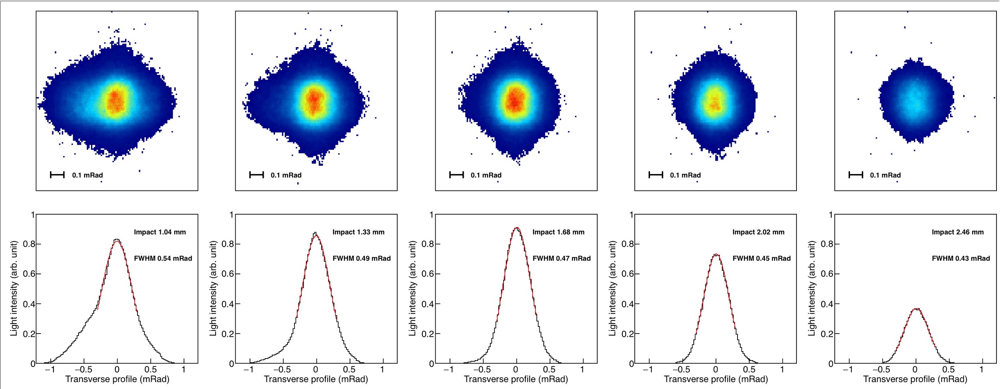 0.1 mRad
0.1 mRad
0.1 mRad
0.1 mRad
0.1 mRad
Light intensity (arb. unit)
1
0.8
0.6
0.4
0.2
0
Impact 1.04 mm
FWHM 0.54 mRad
−1 −0.5 0 0.5 1
Transverse profile (mRad)
Light intensity (arb. unit)
1
0.8
0.6
0.4
0.2
0
Impact 1.33 mm
FWHM 0.49 mRad
−1 −0.5 0 0.5 1
Transverse profile (mRad)
Light intensity (arb. unit)
1
0.8
0.6
0.4
0.2
0
Impact 1.68 mm
FWHM 0.47 mRad
−1 −0.5 0 0.5 1
Transverse profile (mRad)
Light intensity (arb. unit)
1
0.8
0.6
0.4
0.2
0
Impact 2.02 mm
FWHM 0.45 mRad
−1 −0.5 0 0.5 1
Transverse profile (mRad)
Light intensity (arb. unit)
1
0.8
0.6
0.4
0.2
0
Impact 2.46 mm
FWHM 0.43 mRad
−1 −0.5 0 0.5 1
Transverse profile (mRad)